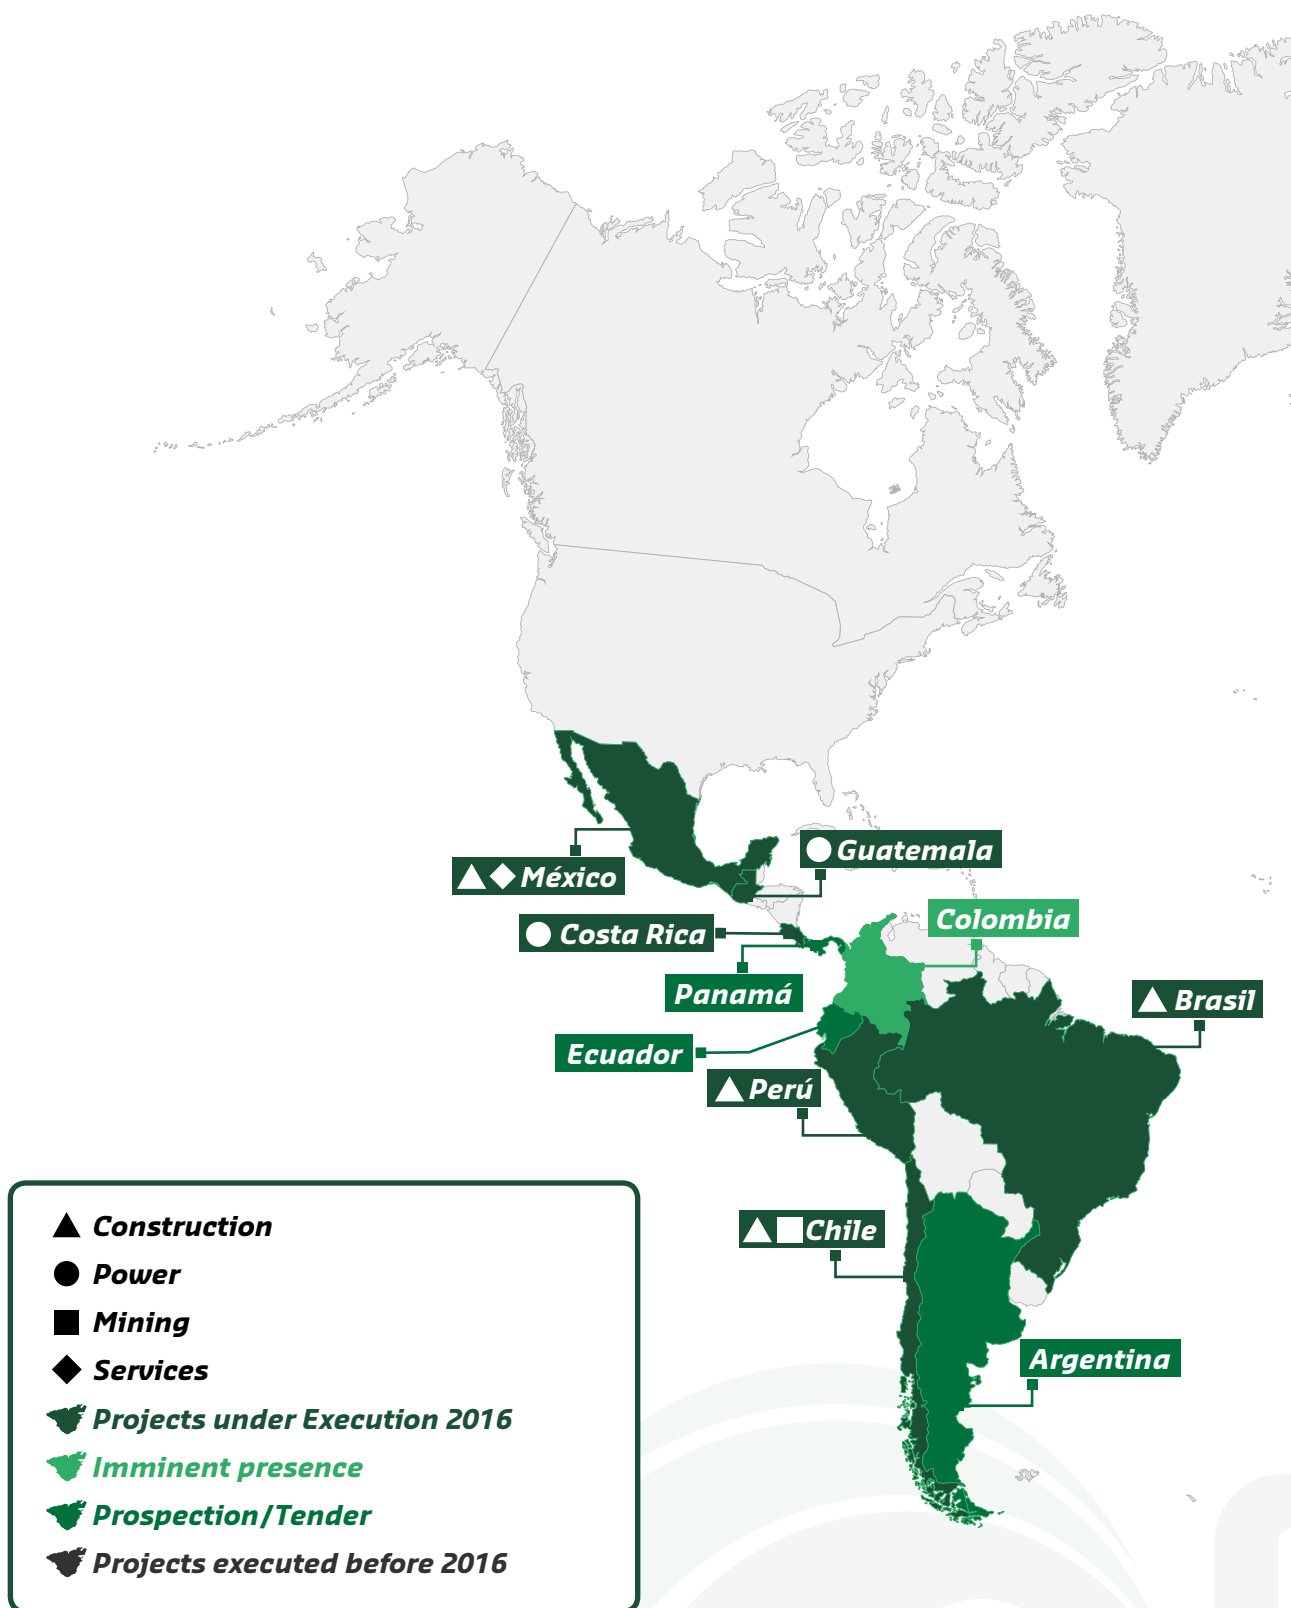 Guatemala
México
Colombia
Costa Rica
Panamá
Brasil
Ecuador
Perú
Chile
Argentina
Construction
Power
Mining
Services
Projects under Execution 2016
Imminent presence
Prospection/Tender
Projects executed before 2016